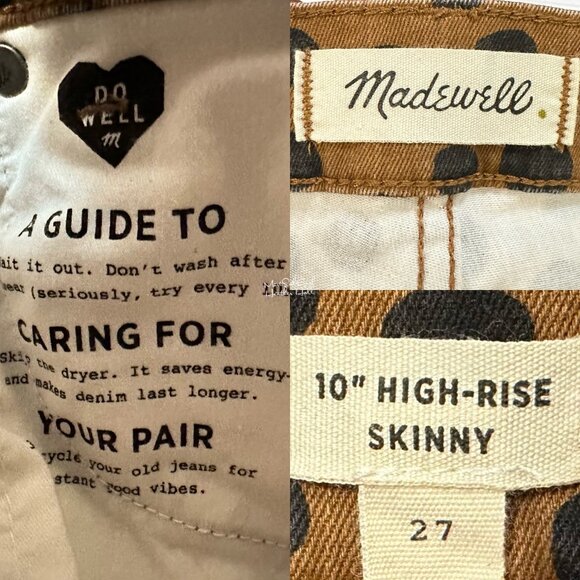 DO
WELL
m
A GUIDE TO
ait it out. Don't wash after
wear (seriously, try every
CARING FOR
Skip the dryer. It saves energy
and makes denim last longer.
YOUR PAIR
cycle your old jeans for
stant good vibes.
Madewell.
10" HIGH-RISE
SKINNY
27